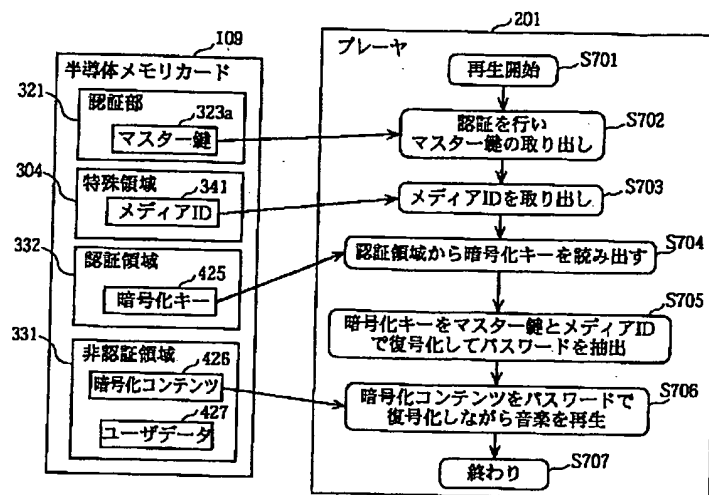 109
半導体メモリカード
321
認証部
323a
マスター鍵
304
特殊領域
341
メディアID
332
認証領域
425
暗号化キー
331
非認証領域
426
暗号化コンテンツ
427
ユーザデータ
201
プレーヤ
再生開始
S701
認証を行い
マスター鍵の取り出し
S702
メディアIDを取り出し
S703
認証領域から暗号化キーを読み出す
S704
暗号化キーをマスター鍵とメディアID
で復号化してパスワードを抽出
S705
暗号化コンテンツをパスワードで
復号化しながら音楽を再生
S706
終わり
S707